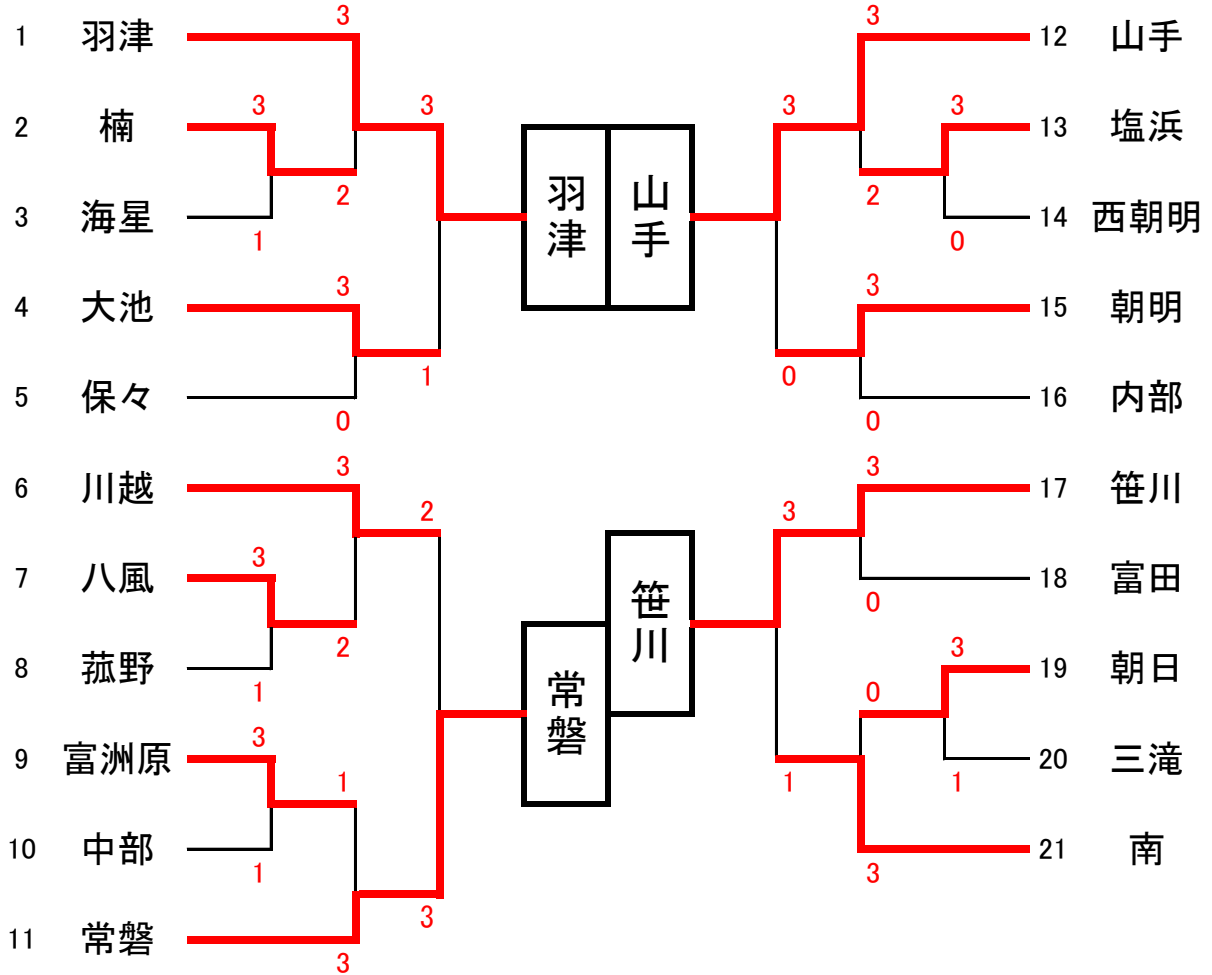 1 羽津 3 3 12 山手
2 楠 3 3 3 3 13 塩浜
羽津 山手
3 海星 1 2 2 0 14 西朝明
4 大池 3 3 15 朝明
5 保々 0 1 0 0 16 内部
6 川越 3 3 17 笹川
7 八風 3 2 3 0 18 富田
笹川
8 菰野 1 2 0 3 19 朝日
常磐
9 富洲原 3 1 1 1 20 三滝
10 中部 1 3 21 南
11 常磐 3 3